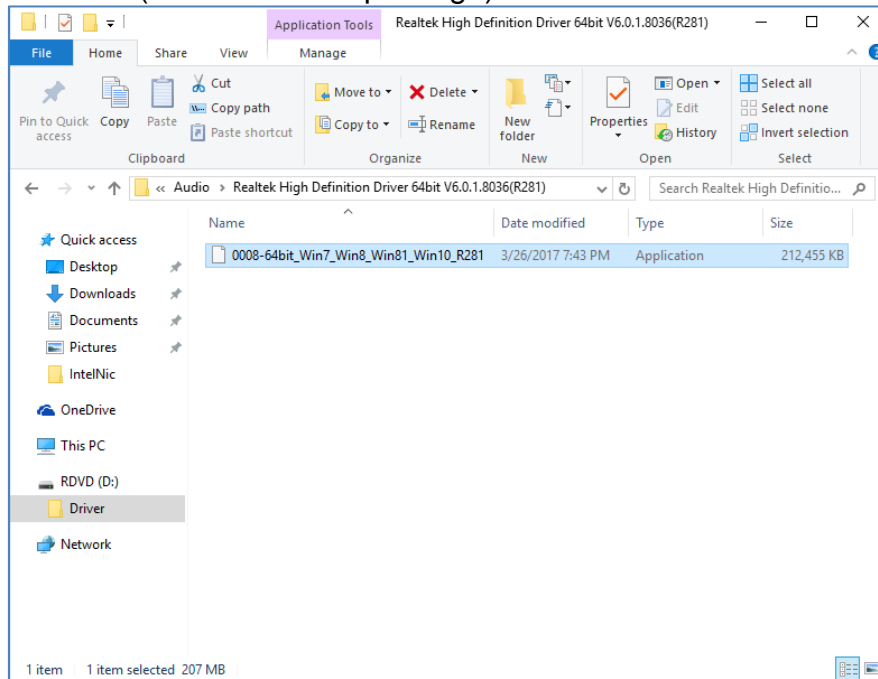 Application Tools Realtek High Definition Driver 64bit V6.0.1.8036(R281)
File Home Share View Manage
Pin to Quick access
Copy
Paste
Cut
Copy path
Paste shortcut
Clipboard
Move to
Copy to
Delete
Rename
Organize
New folder
New
Properties
Open
Edit
History
Open
Select all
Select none
Invert selection
Select
« Audio > Realtek High Definition Driver 64bit V6.0.1.8036(R281)
Search Realtek High Definitio...
Name Date modified Type Size
0008-64bit_Win7_Win8_Win81_Win10_R281 3/26/2017 7:43 PM Application 212,455 KB
Quick access
Desktop
Downloads
Documents
Pictures
IntelNic
OneDrive
This PC
RDVD (D:)
Driver
Network
1 item 1 item selected 207 MB